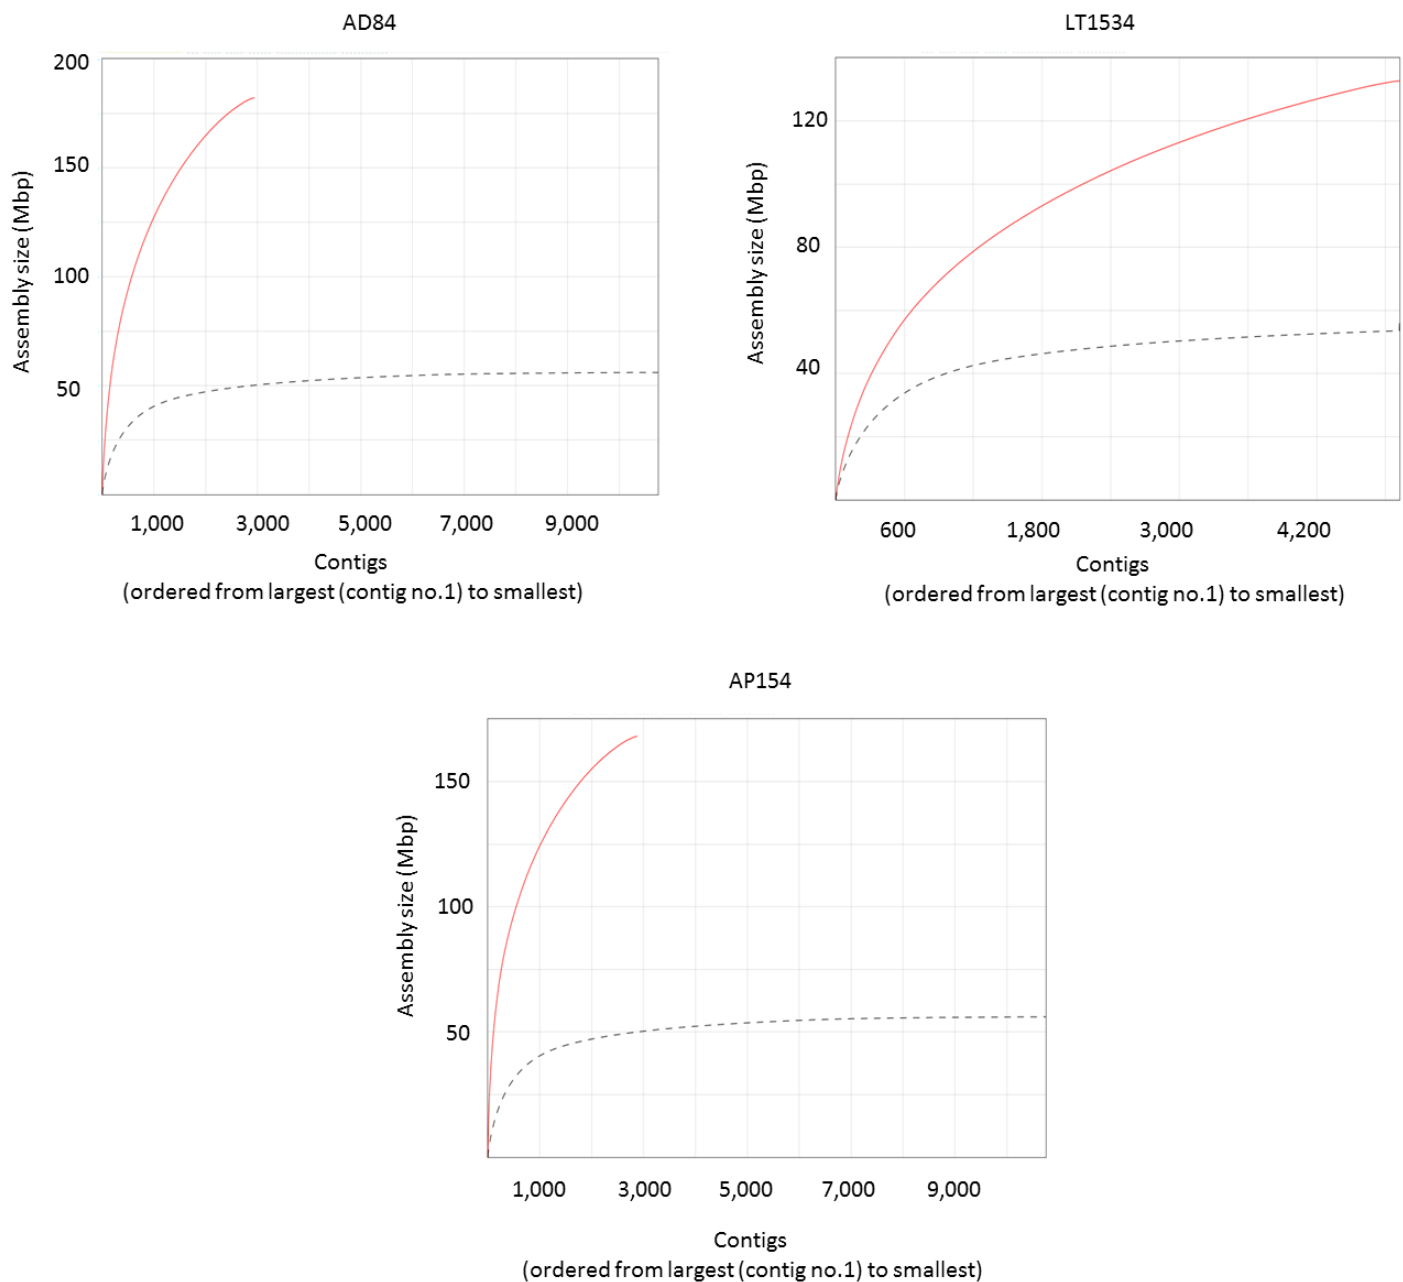 AD84
200
150
100
50
Assembly size (Mbp)
1,000 3,000 5,000 7,000 9,000
Contigs
(ordered from largest (contig no.1) to smallest)
LT1534
120
80
40
Assembly size (Mbp)
600 1,800 3,000 4,200
Contigs
(ordered from largest (contig no.1) to smallest)
AP154
150
100
50
Assembly size (Mbp)
1,000 3,000 5,000 7,000 9,000
Contigs
(ordered from largest (contig no.1) to smallest)